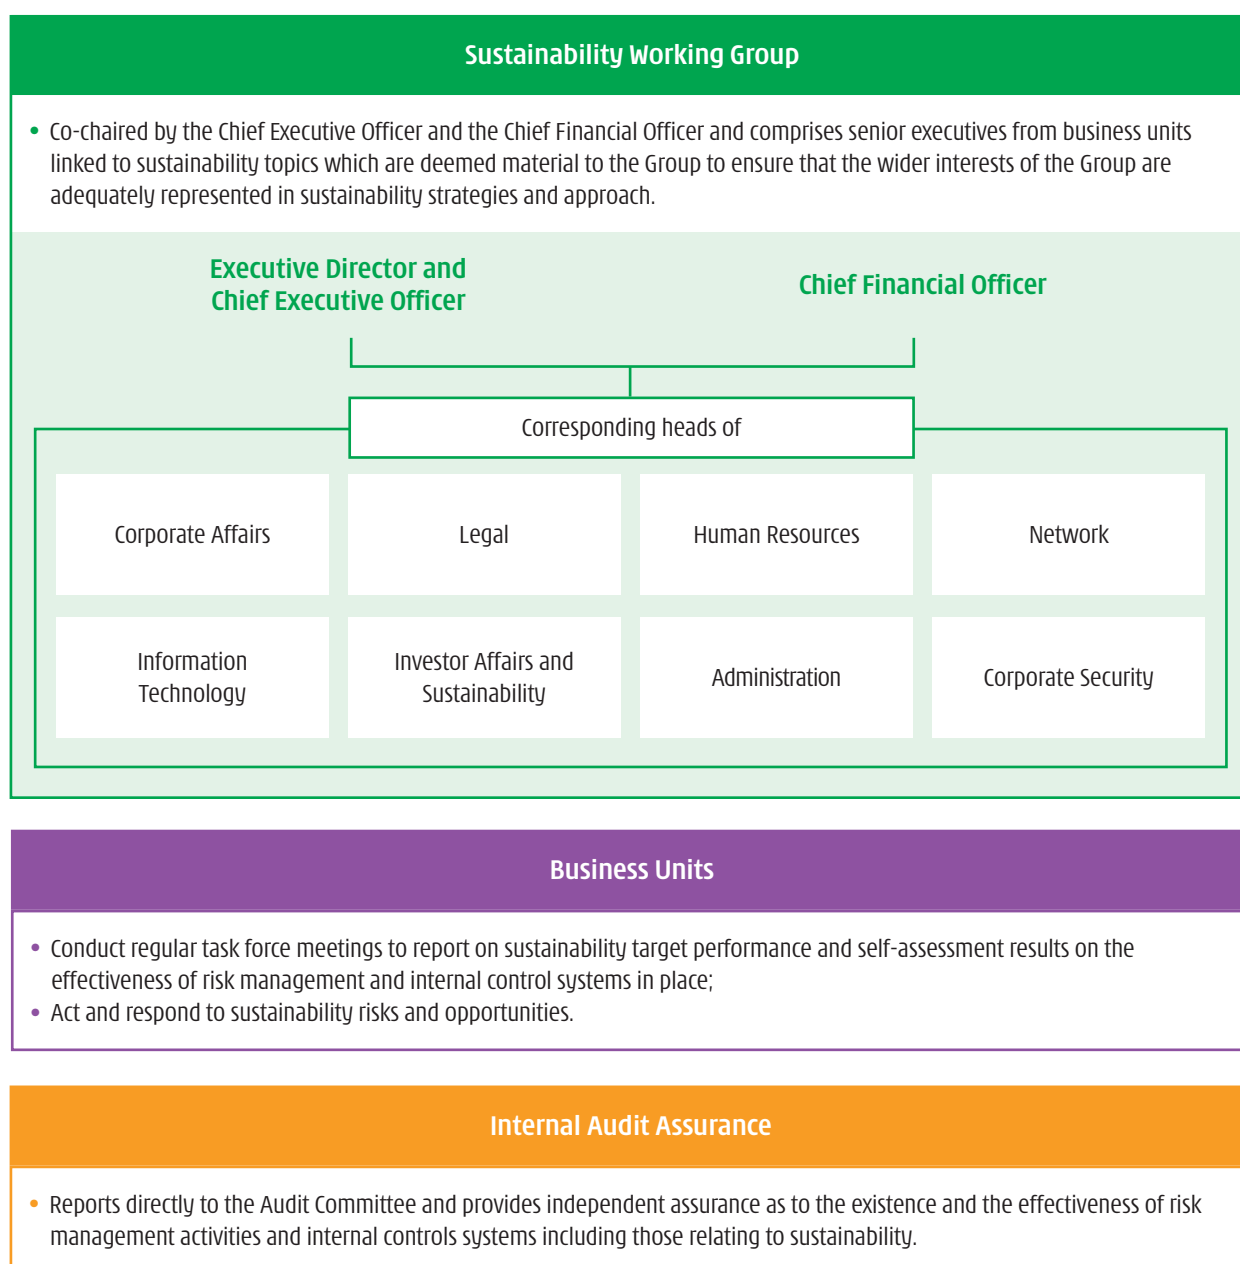 Sustainability Working Group
• Co-chaired by the Chief Executive Officer and the Chief Financial Officer and comprises senior executives from business units
linked to sustainability topics which are deemed material to the Group to ensure that the wider interests of the Group are
adequately represented in sustainability strategies and approach.
Executive Director and
Chief Executive Officer
Chief Financial Officer
Corresponding heads of
Corporate Affairs
Legal
Human Resources
Network
Information
Technology
Investor Affairs and
Sustainability
Administration
Corporate Security
Business Units
• Conduct regular task force meetings to report on sustainability target performance and self-assessment results on the
effectiveness of risk management and internal control systems in place;
• Act and respond to sustainability risks and opportunities.
Internal Audit Assurance
• Reports directly to the Audit Committee and provides independent assurance as to the existence and the effectiveness of risk
management activities and internal controls systems including those relating to sustainability.